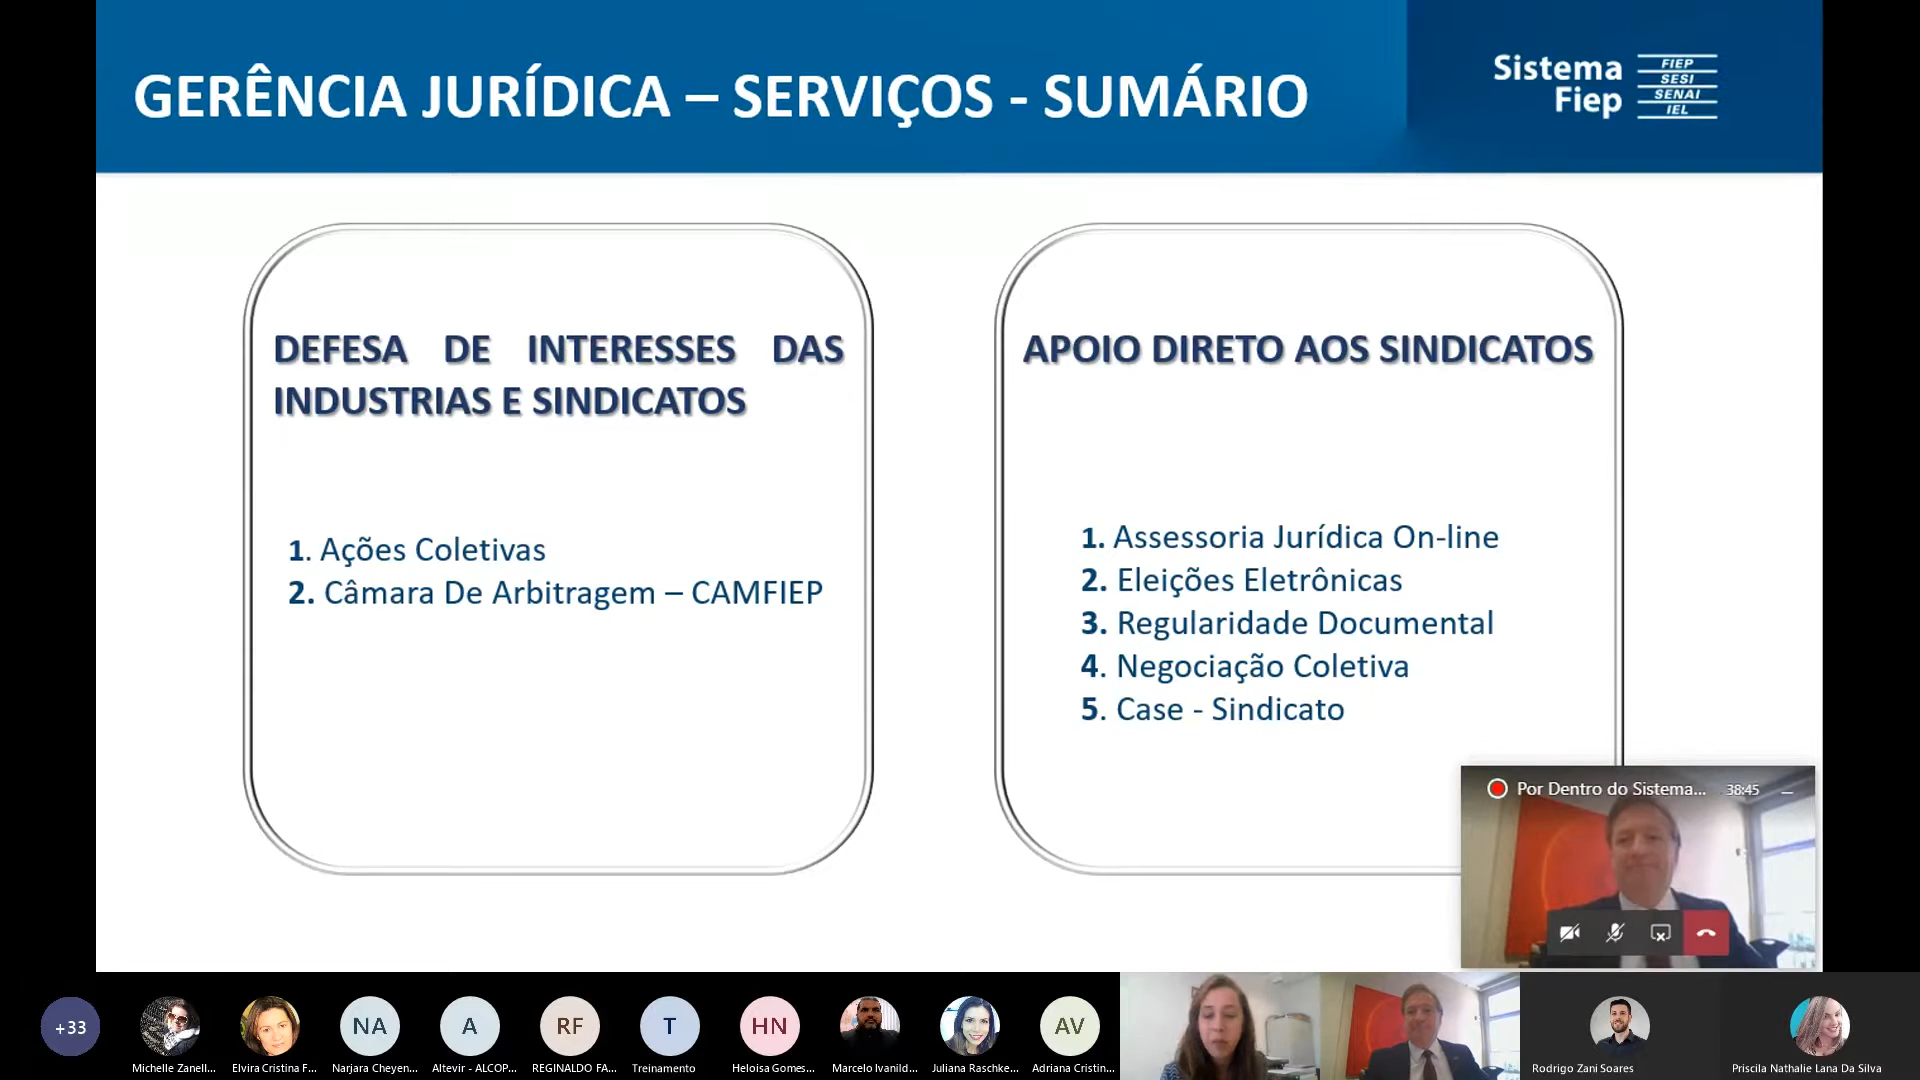 GERÊNCIA JURÍDICA – SERVIÇOS - SUMÁRIO
Sistema
Fiep
FIEP
SESI
SENAI
IEL
DEFESA DE INTERESSES DAS
INDUSTRIAS E SINDICATOS
1. Ações Coletivas
2. Câmara De Arbitragem – CAMFIEP
APOIO DIRETO AOS SINDICATOS
1. Assessoria Jurídica On-line
2. Eleições Eletrônicas
3. Regularidade Documental
4. Negociação Coletiva
5. Case - Sindicato
Por Dentro do Sistema... 38:45
+33
NA
A
RF
T
HN
AV
Michelle Zanell...
Elvira Cristina F...
Narjara Cheyen...
Altevir - ALCOP...
REGINALDO FA...
Treinamento
Heloisa Gomes...
Marcelo Ivanild...
Juliana Raschke...
Adriana Cristin...
Rodrigo Zani Soares
Priscila Nathalie Lana Da Silva